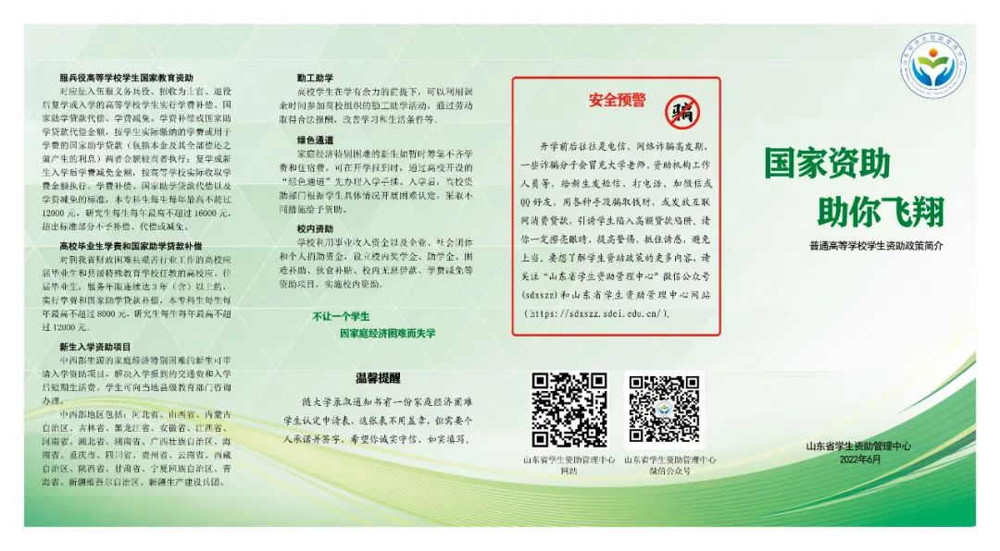 服兵役高等学校学生国家教育资助
对应征入伍服义务兵役、招收为士官、退役
后复学或入学的高等学校学生实行学费补偿、国
家助学贷款代偿、学费减免。学费补偿或国家助
学贷款代偿金额，按学生实际缴纳的学费或用于
学费的国家助学贷款（包括本金及其全部偿还之
前产生的利息）两者金额较高者执行；复学或新
生入学后学费减免金额，按高等学校实际收取学
费金额执行。学费补偿、国家助学贷款代偿以及
学费减免的标准，本专科生每生每年最高不超过
12000 元，研究生每生每年最高不超过 16000 元，
超出标准部分不予补偿、代偿或减免。
高校毕业生学费和国家助学贷款补偿
对到我省财政困难县艰苦行业工作的高校应
届毕业生和县级特殊教育学校任教的高校应、往
届毕业生，服务年限连续达 3 年（含）以上的，
实行学费和国家助学贷款补偿，本专科生每生每
年最高不超过 8000 元，研究生每生每年最高不超
过 12000 元。
新生入学资助项目
中西部生源的家庭经济特别困难的新生可申
请入学资助项目，解决入学报到的交通费和入学
后短期生活费，学生可向当地县级教育部门咨询
办理。
中西部地区包括：河北省、山西省、内蒙古
自治区、吉林省、黑龙江省、安徽省、江西省、
河南省、湖北省、湖南省、广西壮族自治区、海
南省、重庆市、四川省、贵州省、云南省、西藏
自治区、陕西省、甘肃省、宁夏回族自治区、青
海省、新疆维吾尔自治区、新疆生产建设兵团。
勤工助学
高校学生在学有余力的前提下，可以利用课
余时间参加高校组织的勤工助学活动，通过劳动
取得合法报酬，改善学习和生活条件等。
绿色通道
家庭经济特别困难的新生如暂时筹集不齐学
费和住宿费，可在开学报到时，通过高校开设的
“绿色通道”先办理入学手续。入学后，高校资
助部门根据学生具体情况开展困难认定，采取不
同措施给予资助。
校内资助
学校利用事业收入资金以及企业、社会团体
和个人捐助资金，设立校内奖学金、助学金、困
难补助、伙食补贴、校内无息借款、学费减免等
资助项目，实施校内资助。
不让一个学生
因家庭经济困难而失学
温馨提醒
随大学录取通知书有一份家庭经济困难
学生认定申请表，这张表不用盖章，但需要个
人承诺并签字，希望你诚实守信、如实填写。
安全预警
骗
开学前后往往是电信、网络诈骗高发期，
一些诈骗分子会冒充大学老师、资助机构工作
人员等，给新生发短信、打电话、加微信或
QQ 好友，用各种手段骗取钱财，或发放互联
网消费贷款，引诱学生陷入高额贷款陷阱。请
你一定擦亮眼睛，提高警惕，抵住诱惑，避免
上当。要想了解学生资助政策的更多内容，请
关注“山东省学生资助管理中心”微信公众号
(sdxszz)和山东省学生资助管理中心网站
（https://sdxszz.sdei.edu.cn/）。
山东省学生资助管理中心
网站
山东省学生资助管理中心
微信公众号
山东省学生资助管理中心
国家资助
助你飞翔
普通高等学校学生资助政策简介
山东省学生资助管理中心
2022年6月